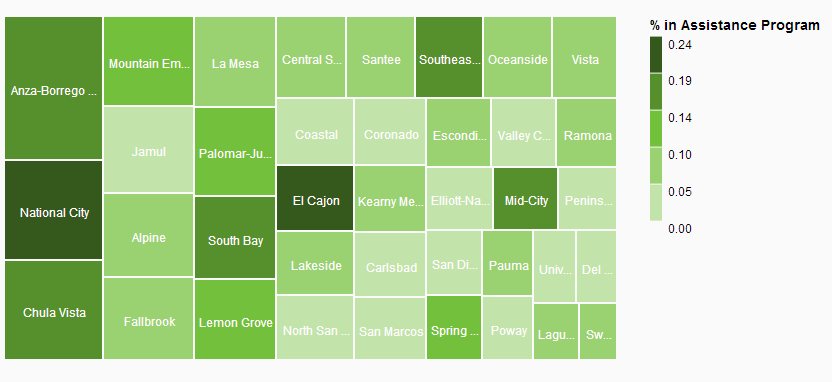 % in Assistance Program
0.24
0.19
0.14
0.10
0.05
0.00
Anza-Borrego ...
National City
Chula Vista
Mountain Em...
Jamul
Alpine
Fallbrook
La Mesa
Palomar-Ju...
South Bay
Lemon Grove
Central S...
Santee
Southeas...
Oceanside
Vista
Coastal
Coronado
El Cajon
Kearny Me...
Lakeside
Carlsbad
North San ...
San Marcos
Escondi...
Valley C...
Ramona
Elliott-Na...
Mid-City
Penins...
San Di...
Pauma
Univ...
Del ...
Spring ...
Poway
Lagu...
Sw...